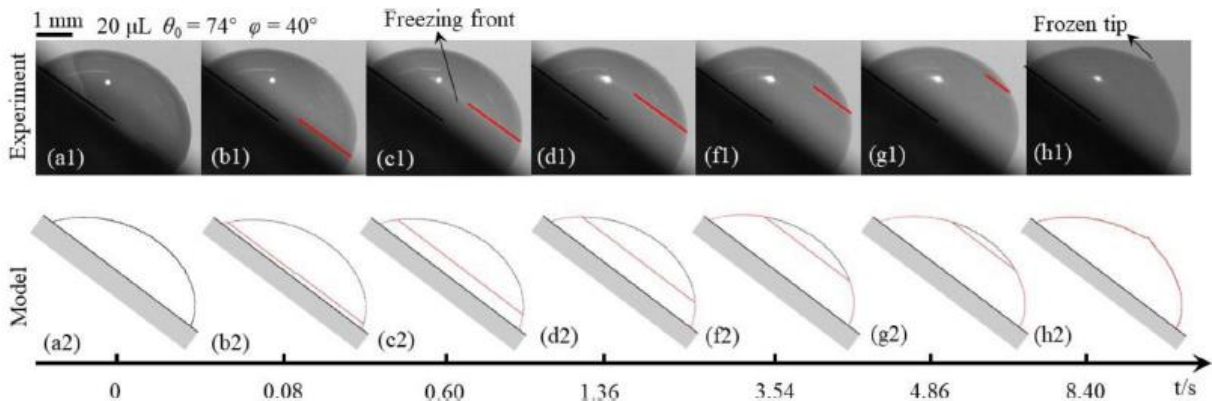 1 mm 20 μL θ₀ = 74° φ = 40°
Freezing front
Frozen tip
Experiment
(a1) (b1) (c1) (d1) (f1) (g1) (h1)
Model
(a2) (b2) (c2) (d2) (f2) (g2) (h2)
0 0.08 0.60 1.36 3.54 4.86 8.40 t/s